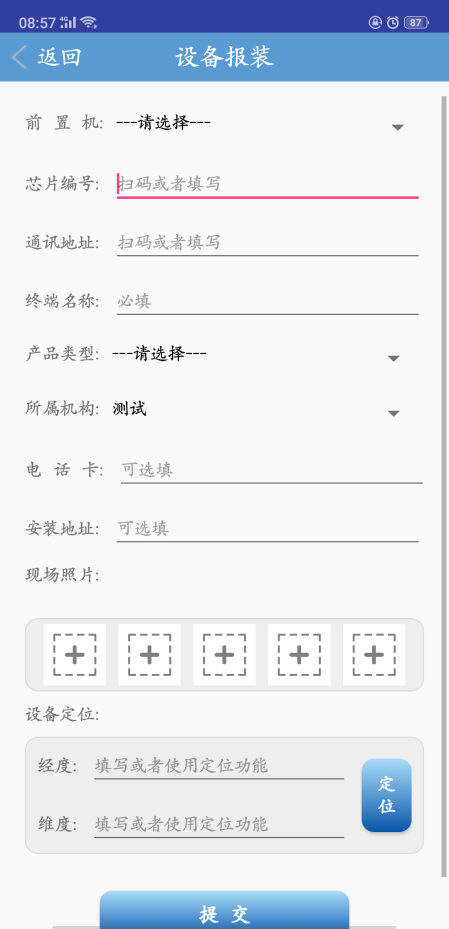 08:57 4G 87
返回 设备报装
前 置 机: ---请选择---
芯片编号: 扫码或者填写
通讯地址: 扫码或者填写
终端名称: 必填
产品类型: ---请选择---
所属机构: 测试
电 话 卡: 可选填
安装地址: 可选填
现场照片:
设备定位:
经度: 填写或者使用定位功能
定位
维度: 填写或者使用定位功能
提 交